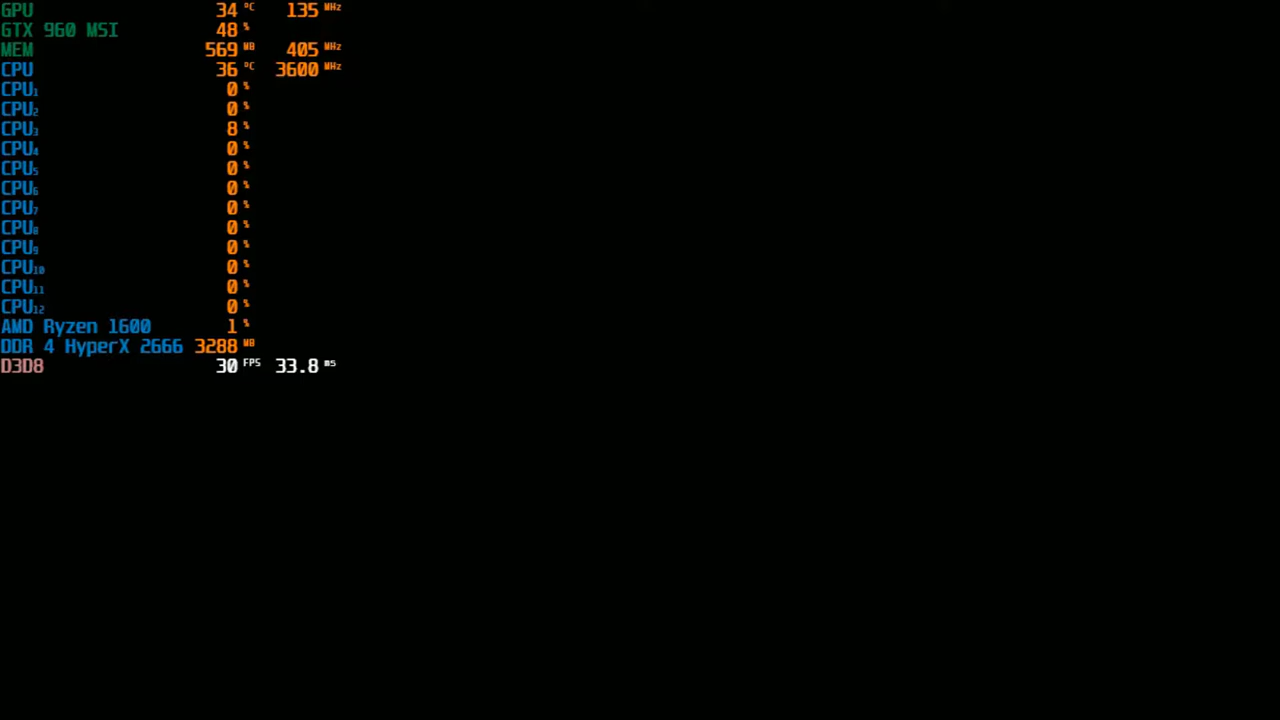 GPU 34 °C 135 MHz
GTX 960 MSI 48 %
MEM 569 MB 405 MHz
CPU 36 °C 3600 MHz
CPU1 0 %
CPU2 0 %
CPU3 8 %
CPU4 0 %
CPU5 0 %
CPU6 0 %
CPU7 0 %
CPU8 0 %
CPU9 0 %
CPU10 0 %
CPU11 0 %
CPU12 0 %
AMD Ryzen 1600 1 %
DDR 4 HyperX 2666 3288 MB
D3D8 30 FPS 33.8 ms